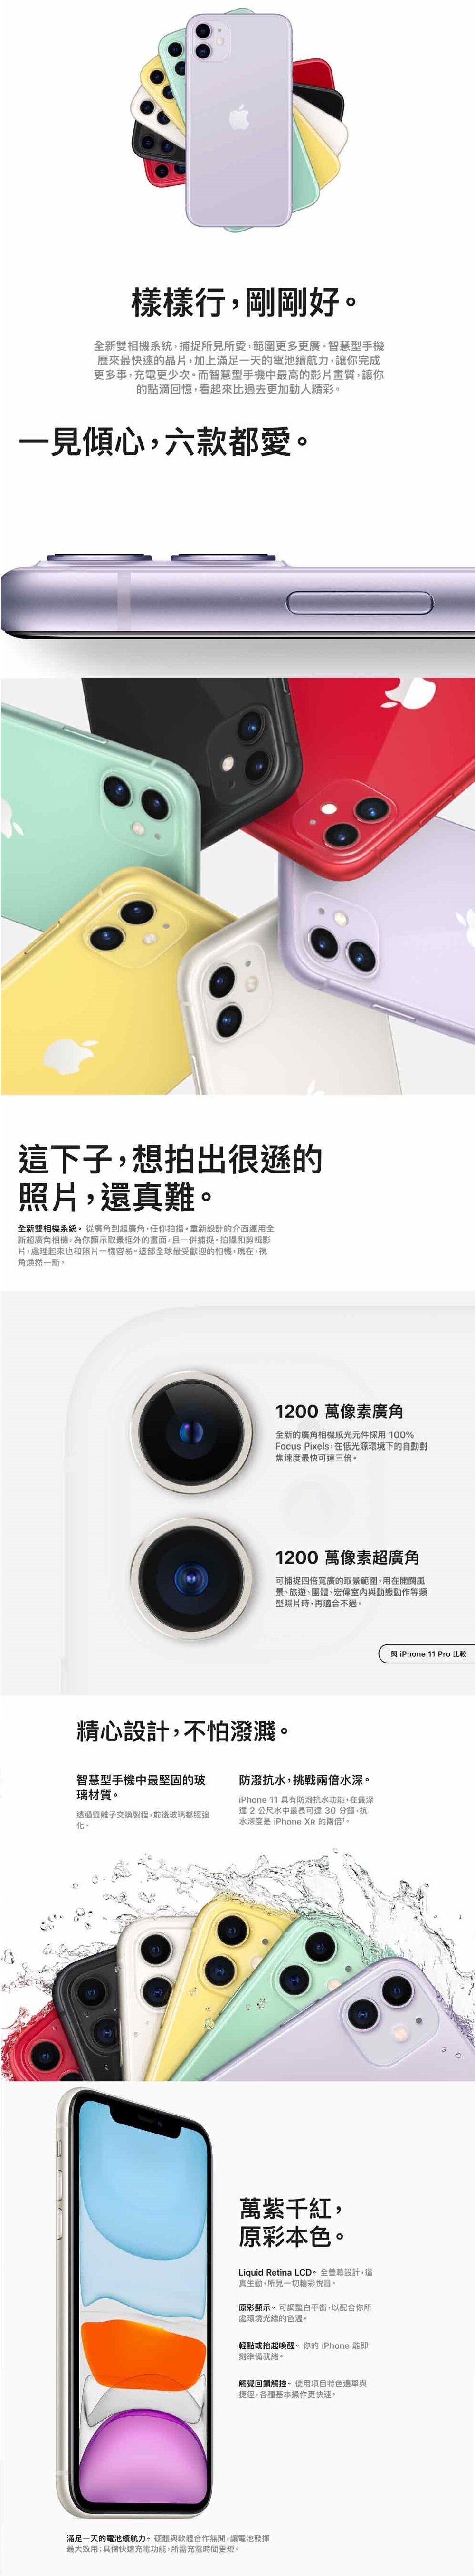 樣樣行，剛剛好。
全新雙相機系統，捕捉所見所愛，範圍更多更廣。智慧型手機
歷來最快速的晶片，加上滿足一天的電池續航力，讓你完成
更多事，充電更少次。而智慧型手機中最高的影片畫質，讓你
的點滴回憶，看起來比過去更加動人精彩。
一見傾心，六款都愛。
這下子，想拍出很遜的
照片，還真難。
全新雙相機系統。從廣角到超廣角，任你拍攝。重新設計的介面運用全
新超廣角相機，為你顯示取景框外的畫面，且一併捕捉。拍攝和剪輯影
片，處理起來也和照片一樣容易。這部全球最受歡迎的相機，現在，視
角煥然一新。
1200 萬像素廣角
全新的廣角相機感光元件採用 100%
Focus Pixels，在低光源環境下的自動對
焦速度最快可達三倍。
1200 萬像素超廣角
可捕捉四倍寬廣的取景範圍，用在開闊風
景、旅遊、團體、宏偉室內與動態動作等類
型照片時，再適合不過。
與 iPhone 11 Pro 比較
精心設計，不怕潑濺。
智慧型手機中最堅固的玻
璃材質。
透過雙離子交換製程，前後玻璃都經強
化。
防潑抗水，挑戰兩倍水深。
iPhone 11 具有防潑抗水功能，在最深
達 2 公尺水中最長可達 30 分鐘，抗
水深度是 iPhone XR 的兩倍¹。
萬紫千紅，
原彩本色。
Liquid Retina LCD。全螢幕設計，逼
真生動，所見一切精彩悅目。
原彩顯示。可調整白平衡，以配合你所
處環境光線的色溫。
輕點或抬起喚醒。你的 iPhone 能即
刻準備就緒。
觸覺回饋觸控。使用項目特色選單與
捷徑，各種基本操作更快速。
滿足一天的電池續航力。硬體與軟體合作無間，讓電池發揮
最大效用；具備快速充電功能，所需充電時間更短。